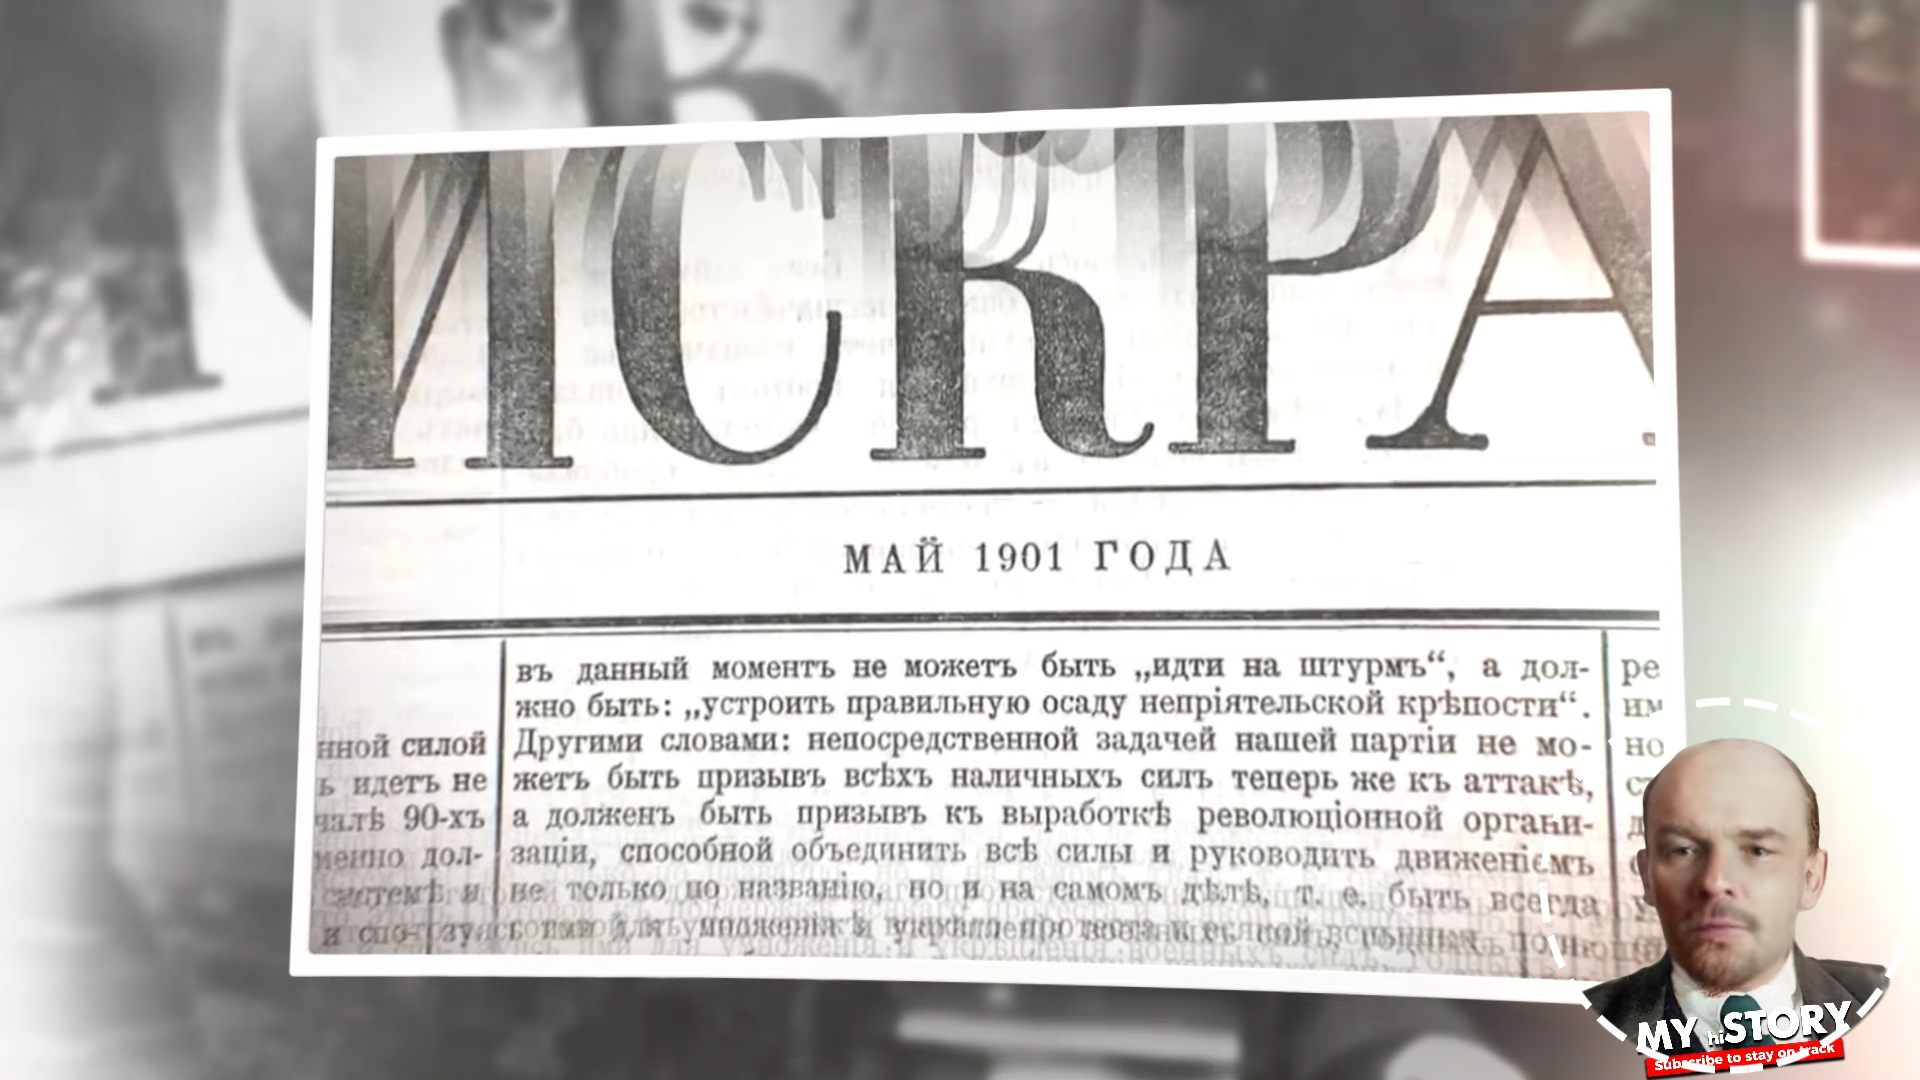 ИСКРА
МАЙ 1901 ГОДА
нной силой
ь идетъ не
чалѣ 90-хъ
менно дол-
системѣ и
въ данный моментъ не можетъ быть „идти на штурмъ“, а дол-
жно быть: „устроить правильную осаду непріятельской крѣпости“.
Другими словами: непосредственной задачей нашей партіи не мо-
жетъ быть призывъ всѣхъ наличныхъ силъ теперь же къ аттакѣ,
а долженъ быть призывъ къ выработкѣ революціонной органи-
заціи, способной объединить всѣ силы и руководить движеніемъ
не только по названію, но и на самомъ дѣлѣ, т. е. быть всегда
ре
им
но
MY hiSTORY
Subscribe to stay on track